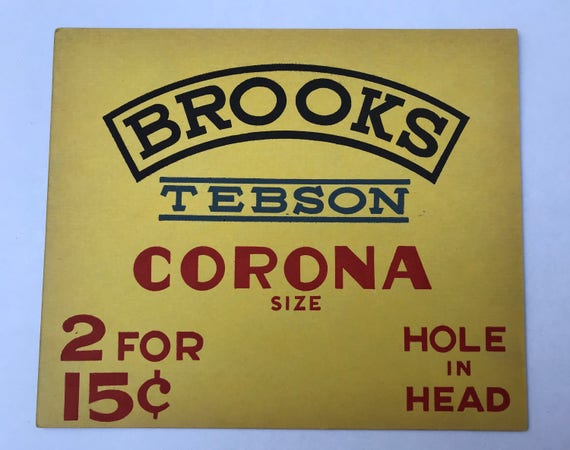 BROOKS
TEBSON
CORONA
SIZE
2 FOR
15¢
HOLE
IN
HEAD